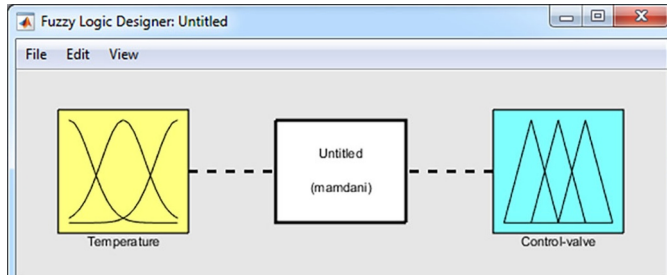 Fuzzy Logic Designer: Untitled
File Edit View
Untitled
(mamdani)
Temperature
Control-valve